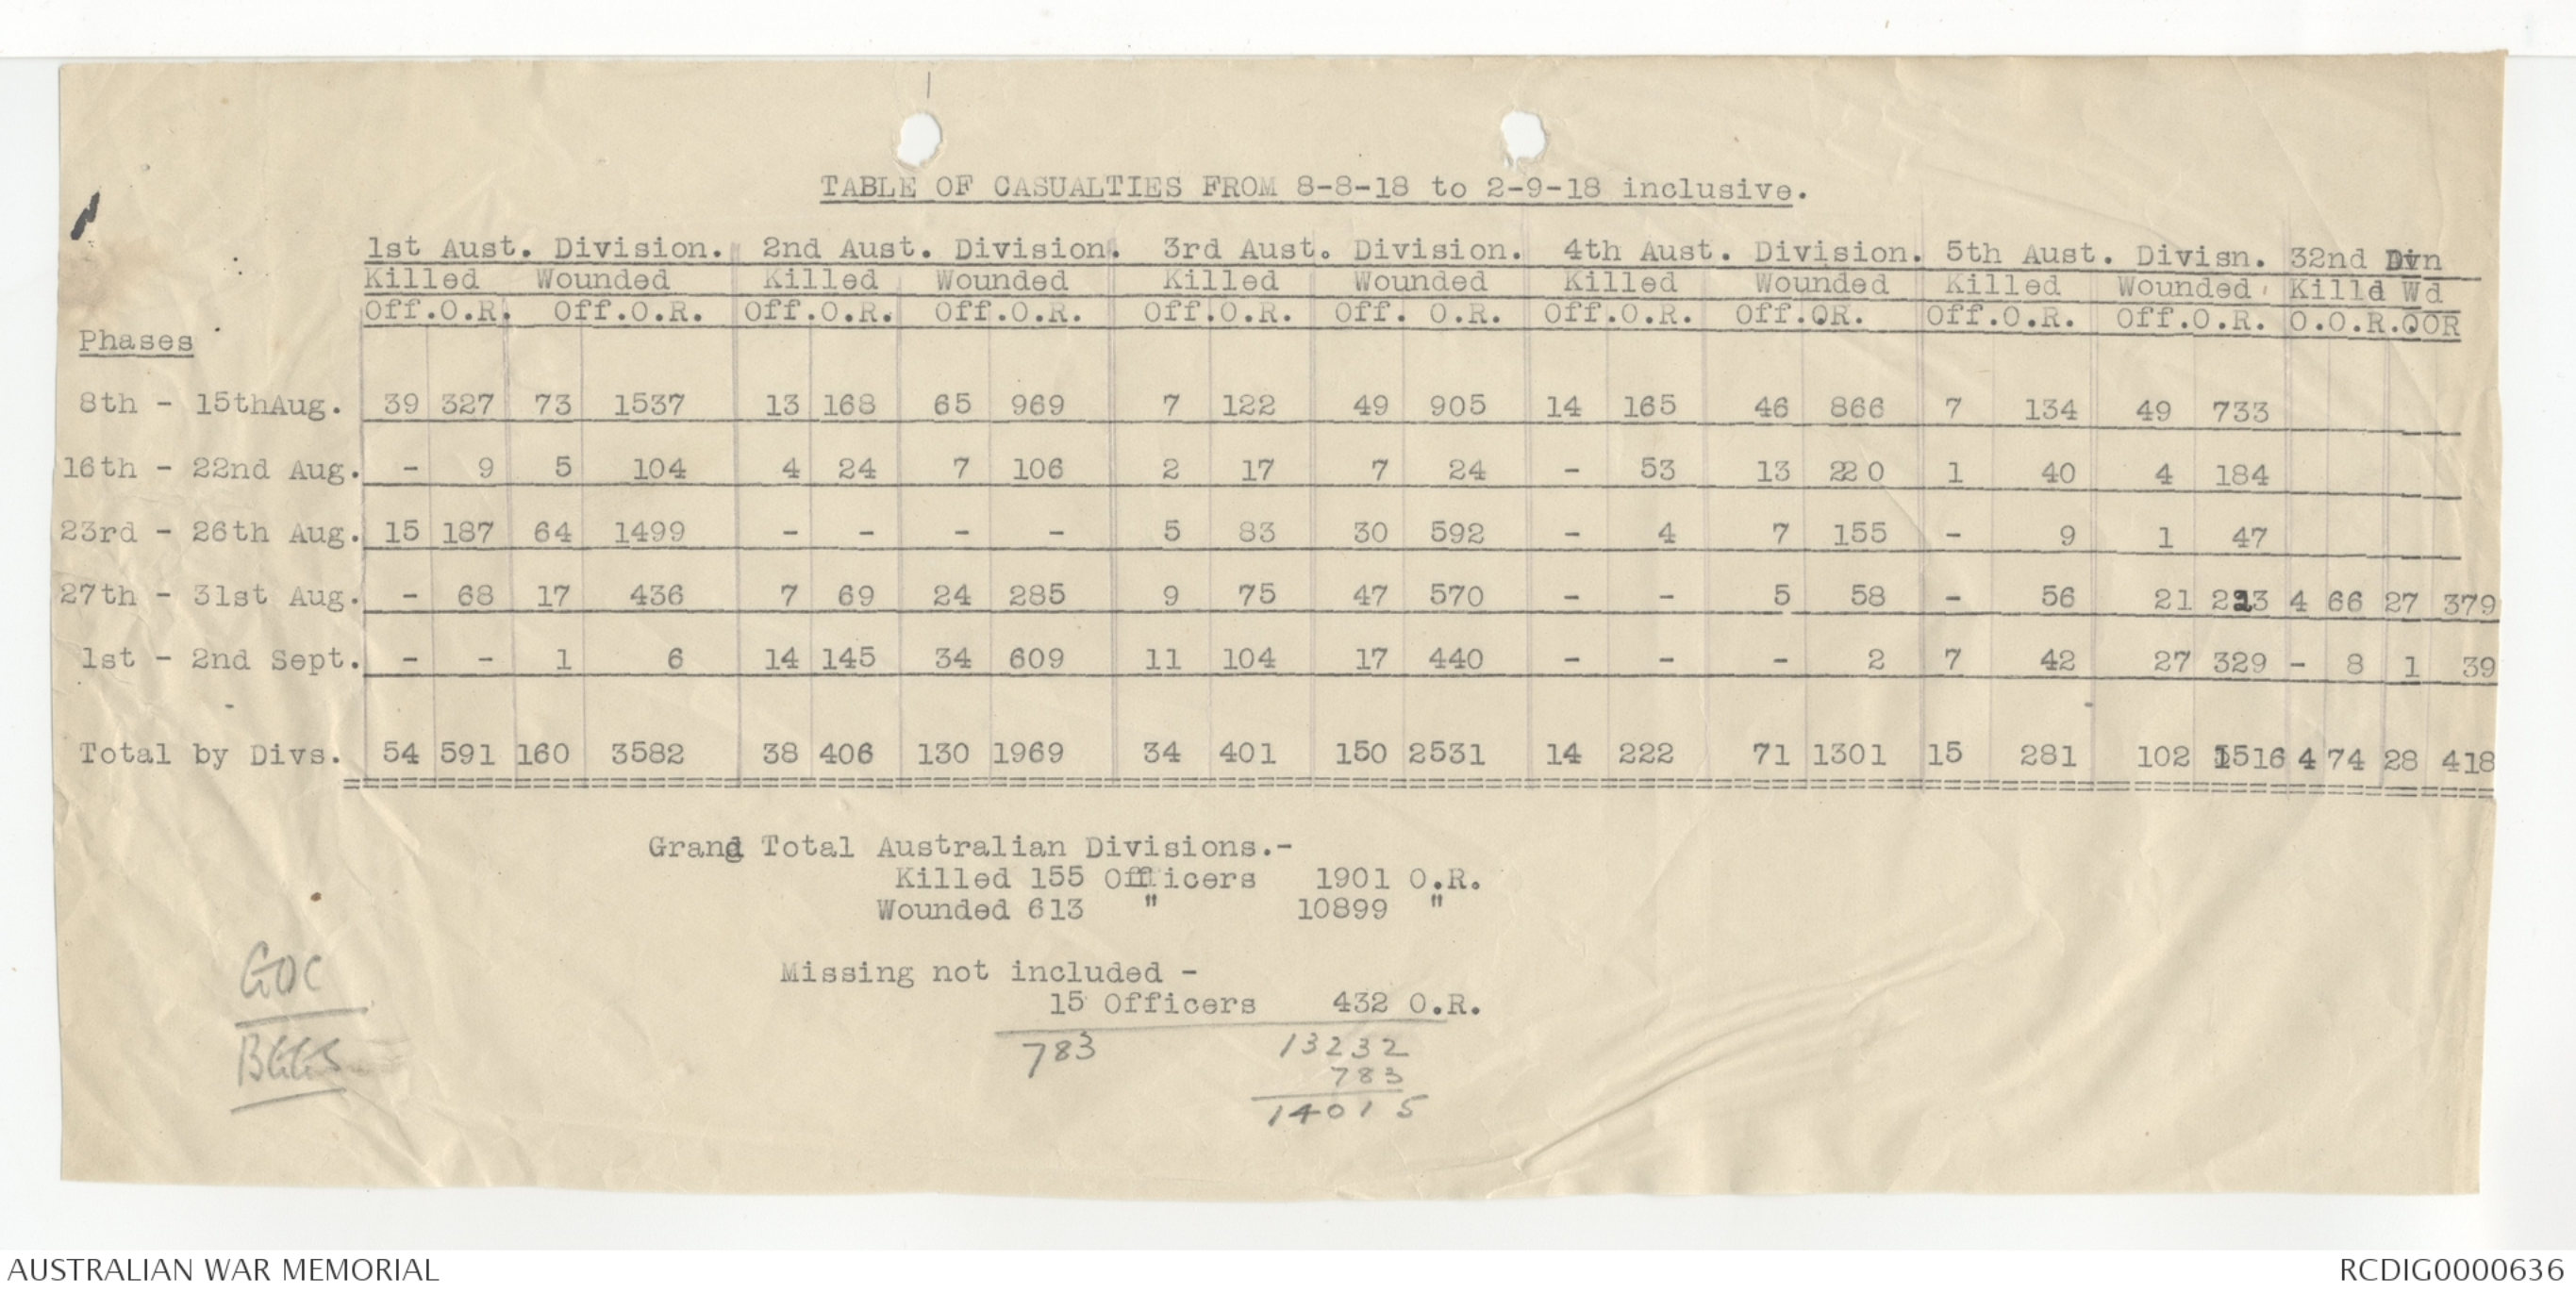 TABLE OF CASUALTIES FROM 8-8-18 to 2-9-18 inclusive.
1st Aust. Division. 2nd Aust. Division. 3rd Aust. Division. 4th Aust. Division. 5th Aust. Divisn. 32nd Dvn
Killed Wounded Killed Wounded Killed Wounded Killed Wounded Killed Wounded Killd Wd
Off.O.R. Off.O.R. Off.O.R. Off.O.R. Off.O.R. Off. O.R. Off.O.R. Off.OR. Off.O.R. Off.O.R. O.O.R.OOR
Phases
8th - 15thAug. 39 327 73 1537 13 168 65 969 7 122 49 905 14 165 46 866 7 134 49 733
16th - 22nd Aug. - 9 5 104 4 24 7 106 2 17 7 24 - 53 13 220 1 40 4 184
23rd - 26th Aug. 15 187 64 1499 - - - - 5 83 30 592 - 4 7 155 - 9 1 47
27th - 31st Aug. - 68 17 436 7 69 24 285 9 75 47 570 - - 5 58 - 56 21 223 4 66 27 379
1st - 2nd Sept. - - 1 6 14 145 34 609 11 104 17 440 - - - 2 7 42 27 329 - 8 1 39
Total by Divs. 54 591 160 3582 38 406 130 1969 34 401 150 2531 14 222 71 1301 15 281 102 1516 4 74 28 418
Grand Total Australian Divisions.-
Killed 155 Officers 1901 O.R.
Wounded 613 " 10899 "
Missing not included -
15 Officers 432 O.R.
783 13232
783
14015
GOC
BGGS
AUSTRALIAN WAR MEMORIAL RCDIG0000636